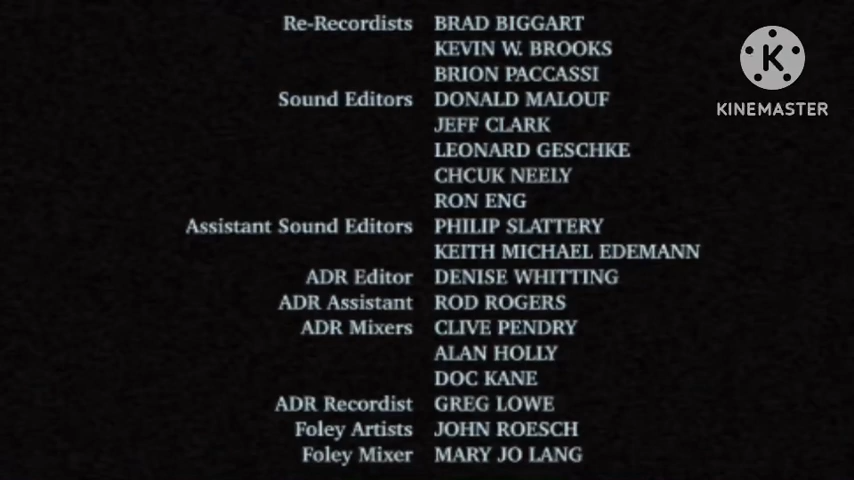 Re-Recordists BRAD BIGGART
KEVIN W. BROOKS
BRION PACCASSI
Sound Editors DONALD MALOUF
JEFF CLARK
LEONARD GESCHKE
CHCUK NEELY
RON ENG
Assistant Sound Editors PHILIP SLATTERY
KEITH MICHAEL EDEMANN
ADR Editor DENISE WHITTING
ADR Assistant ROD ROGERS
ADR Mixers CLIVE PENDRY
ALAN HOLLY
DOC KANE
ADR Recordist GREG LOWE
Foley Artists JOHN ROESCH
Foley Mixer MARY JO LANG
K
KINEMASTER